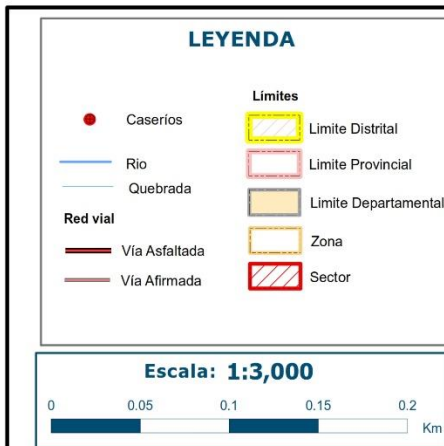 LEYENDA
Caseríos
Rio
Quebrada
Red vial
Vía Asfaltada
Vía Afirmada
Límites
Limite Distrital
Limite Provincial
Limite Departamental
Zona
Sector
Escala: 1:3,000
0 0.05 0.1 0.15 0.2
Km